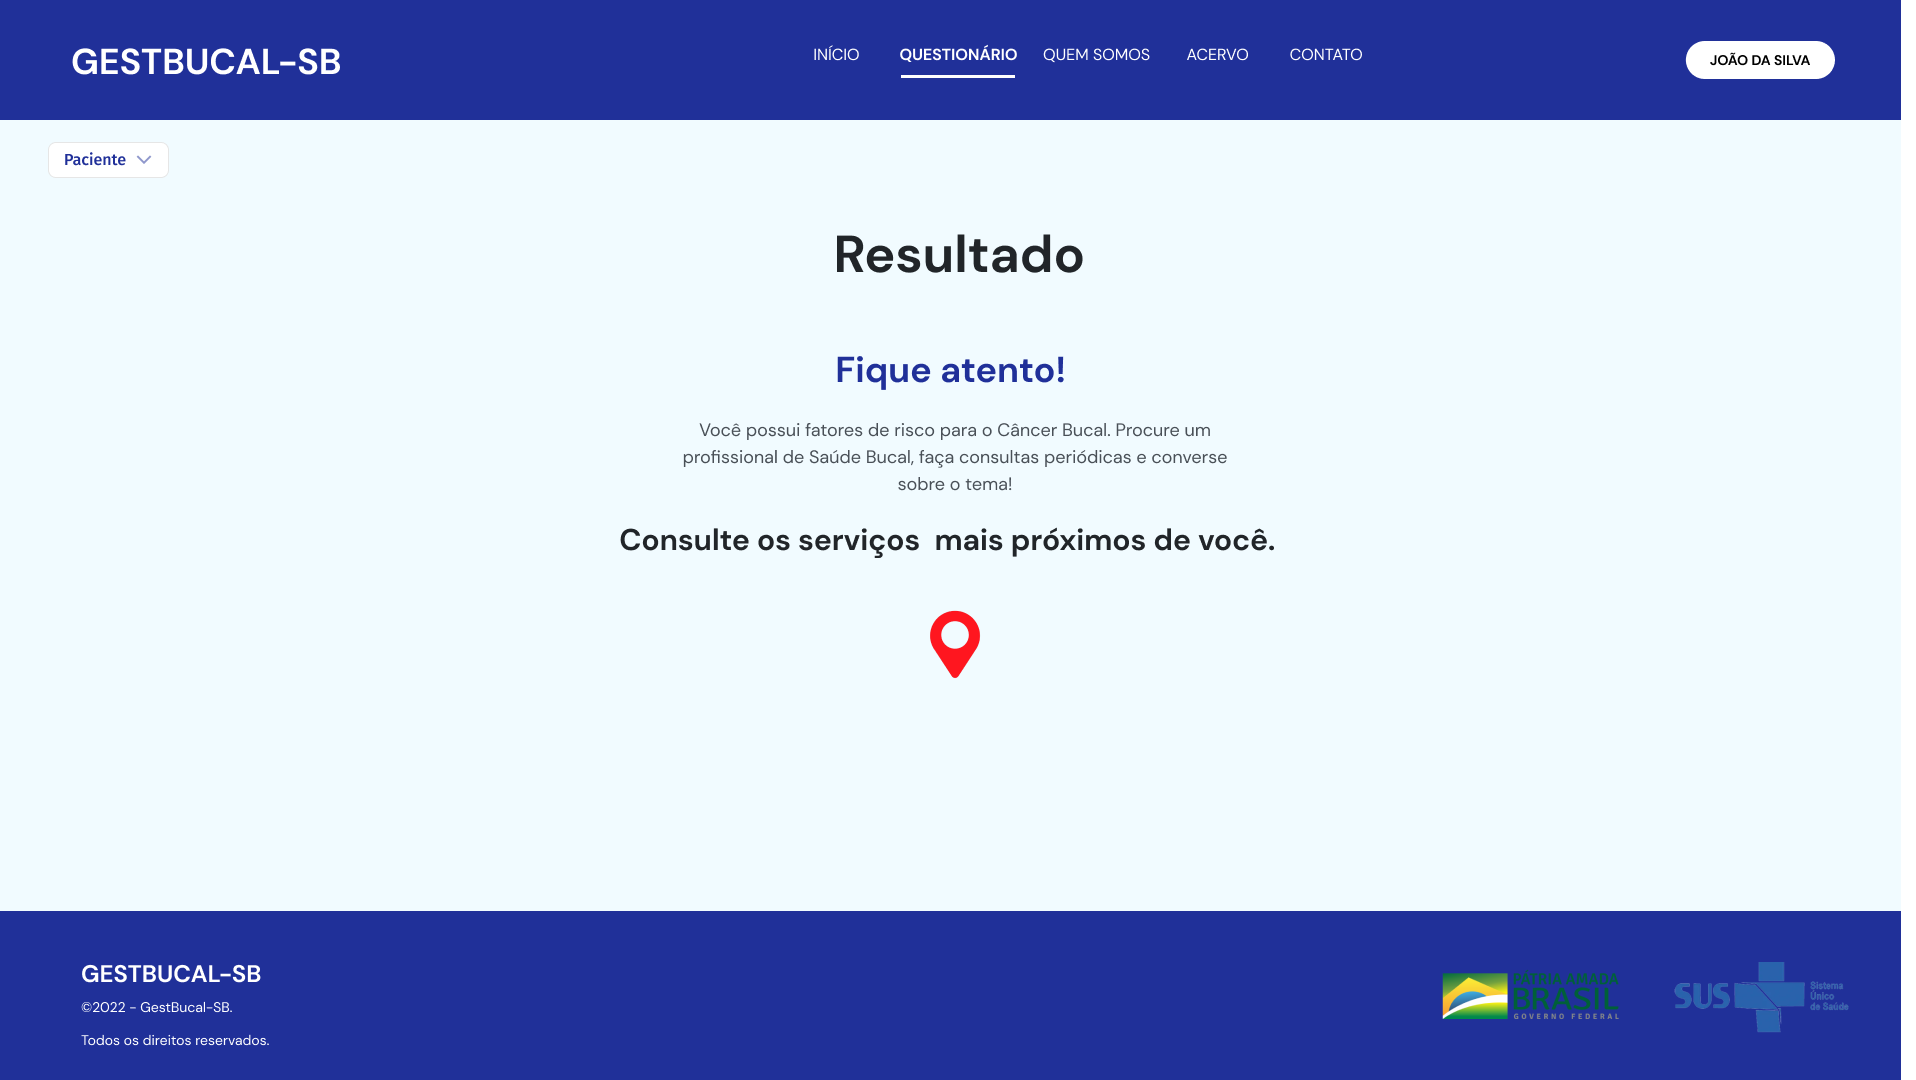 GESTBUCAL-SB
INÍCIO
QUESTIONÁRIO
QUEM SOMOS
ACERVO
CONTATO
JOÃO DA SILVA
Paciente
Resultado
Fique atento!
Você possui fatores de risco para o Câncer Bucal. Procure um
profissional de Saúde Bucal, faça consultas periódicas e converse
sobre o tema!
Consulte os serviços  mais próximos de você.
GESTBUCAL-SB
©2022 - GestBucal-SB.
Todos os direitos reservados.
PÁTRIA AMADA
BRASIL
GOVERNO FEDERAL
SUS
Sistema
Único
de Saúde